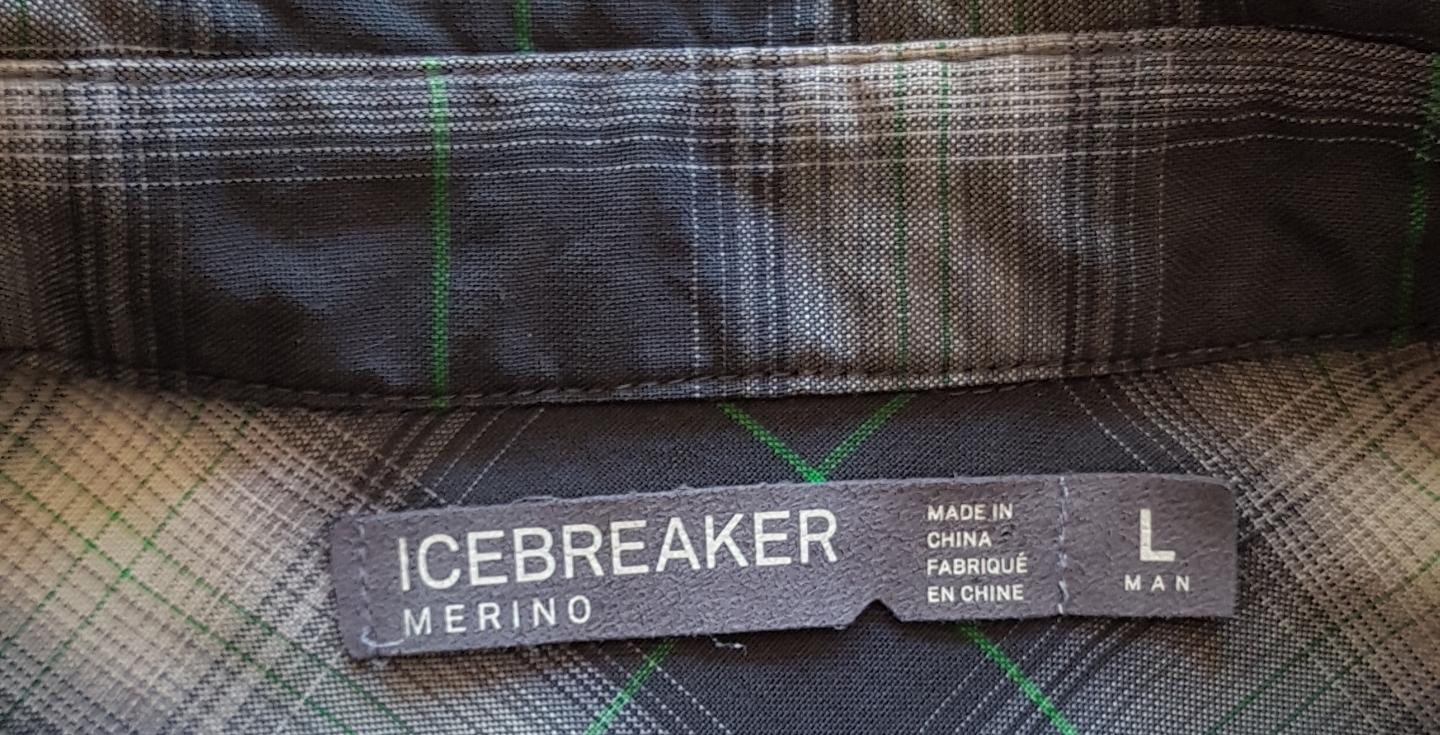 ICEBREAKER
MERINO
MADE IN
CHINA
FABRIQUÉ
EN CHINE
L
MAN